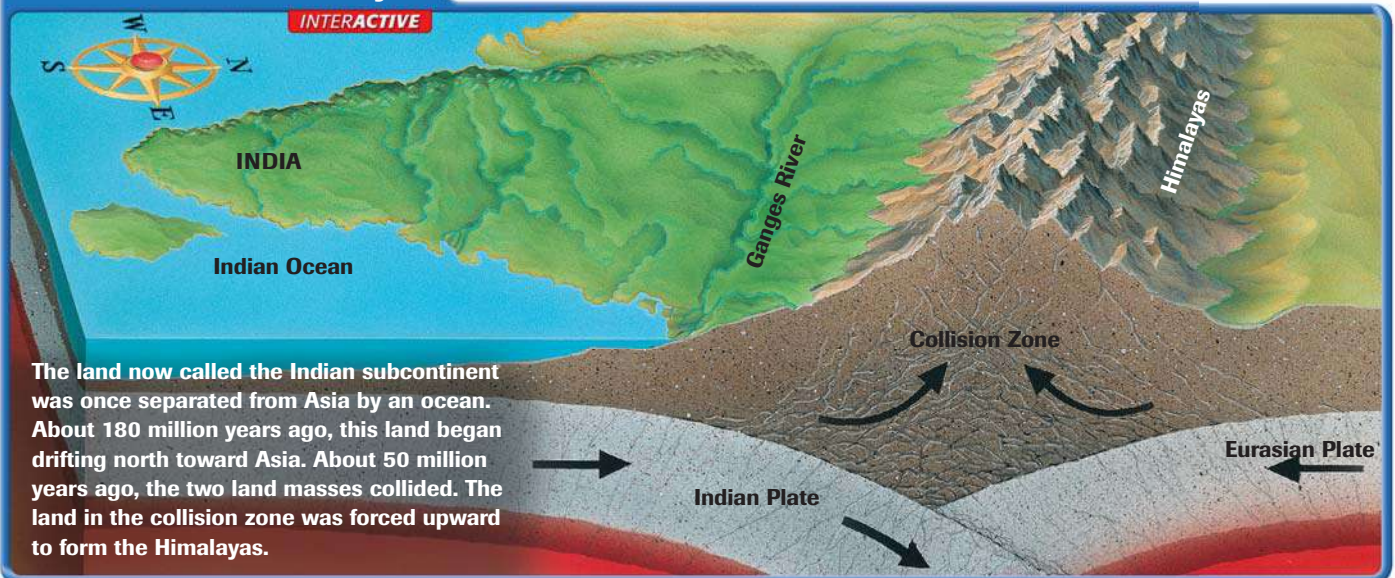 INTERACTIVE
W
S
N
E
INDIA
Indian Ocean
Ganges River
Himalayas
Collision Zone
Eurasian Plate
Indian Plate
The land now called the Indian subcontinent
was once separated from Asia by an ocean.
About 180 million years ago, this land began
drifting north toward Asia. About 50 million
years ago, the two land masses collided. The
land in the collision zone was forced upward
to form the Himalayas.